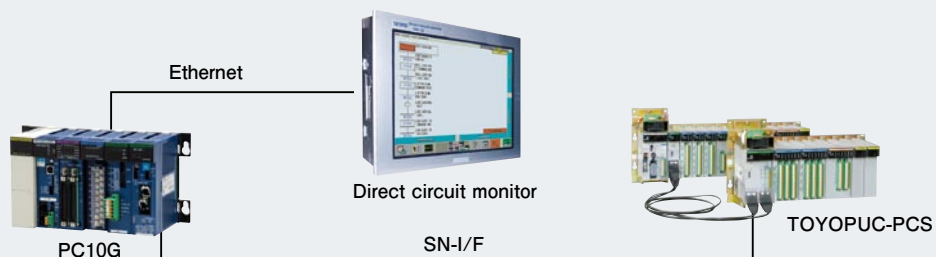 Ethernet
Direct circuit monitor
TOYOPUC-PCS
SN-I/F
PC10G